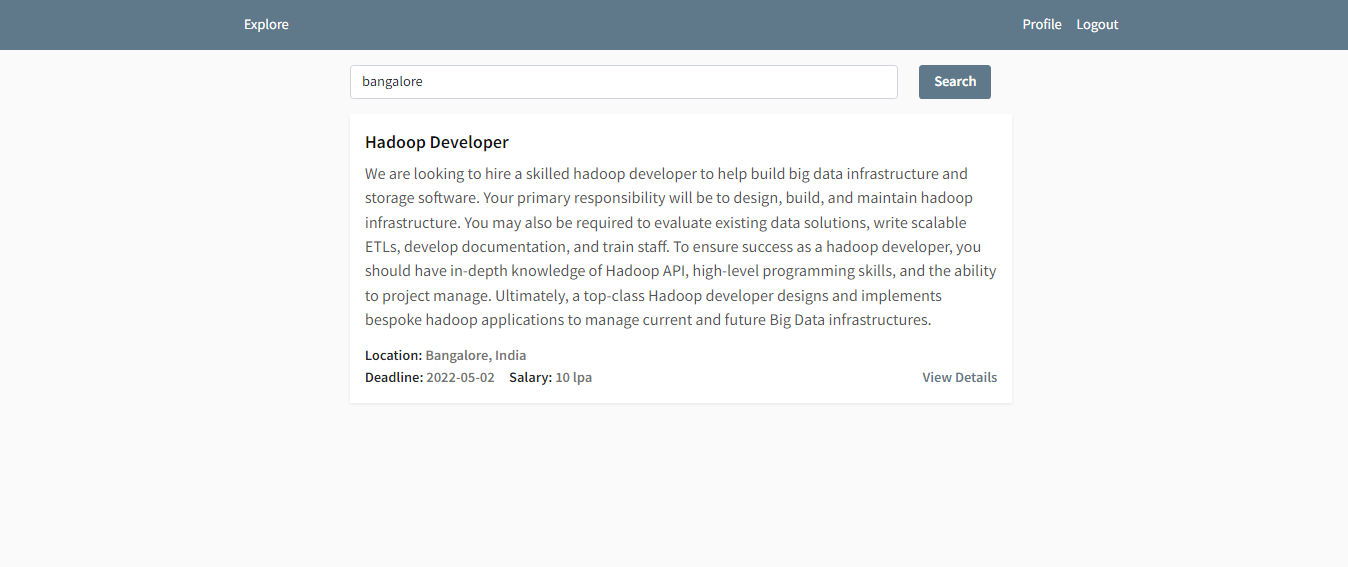 Explore Profile Logout
bangalore Search
Hadoop Developer
We are looking to hire a skilled hadoop developer to help build big data infrastructure and
storage software. Your primary responsibility will be to design, build, and maintain hadoop
infrastructure. You may also be required to evaluate existing data solutions, write scalable
ETLs, develop documentation, and train staff. To ensure success as a hadoop developer, you
should have in-depth knowledge of Hadoop API, high-level programming skills, and the ability
to project manage. Ultimately, a top-class Hadoop developer designs and implements
bespoke hadoop applications to manage current and future Big Data infrastructures.
Location: Bangalore, India
Deadline: 2022-05-02 Salary: 10 lpa View Details